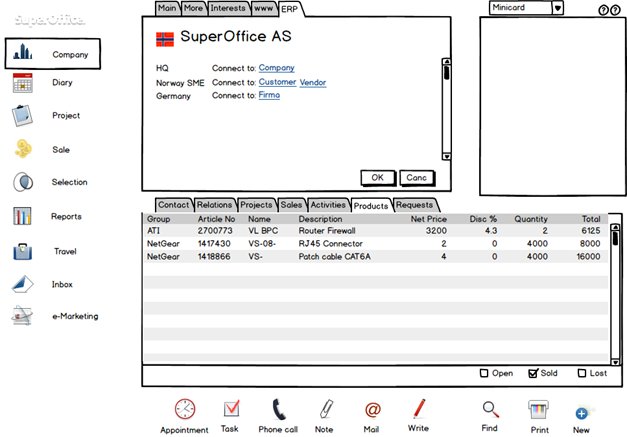 SuperOffice
Company
Diary
Project
Sale
Selection
Reports
Travel
Inbox
e-Marketing
Main More Interests www ERP
SuperOffice AS
HQ Connect to: Company
Norway SME Connect to: Customer Vendor
Germany Connect to: Firma
OK Canc
Minicard
? ?
Contact Relations Projects Sales Activities Products Requests
Group Article No Name Description Net Price Disc % Quantity Total
ATI 2700773 VL BPC Router Firewall 3200 4.3 2 6125
NetGear 1417430 VS-08- RJ45 Connector 2 0 4000 8000
NetGear 1418866 VS- Patch cable CAT6A 4 0 4000 16000
Open Sold Lost
Appointment Task Phone call Note Mail Write Find Print New